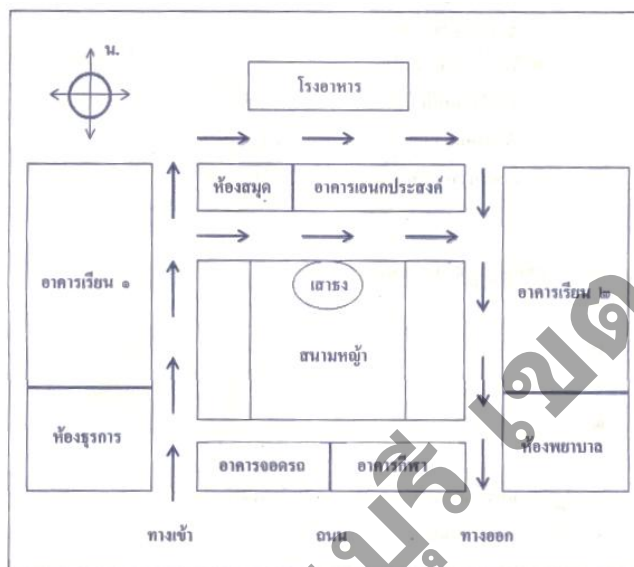 น.
โรงอาหาร
ห้องสมุด อาคารเอนกประสงค์
อาคารเรียน ๑ เสาธง อาคารเรียน ๒
สนามหญ้า
ห้องธุรการ อาคารจอดรถ อาคารกีฬา ห้องพยาบาล
ทางเข้า ถนน ทางออก
บุรี เขต